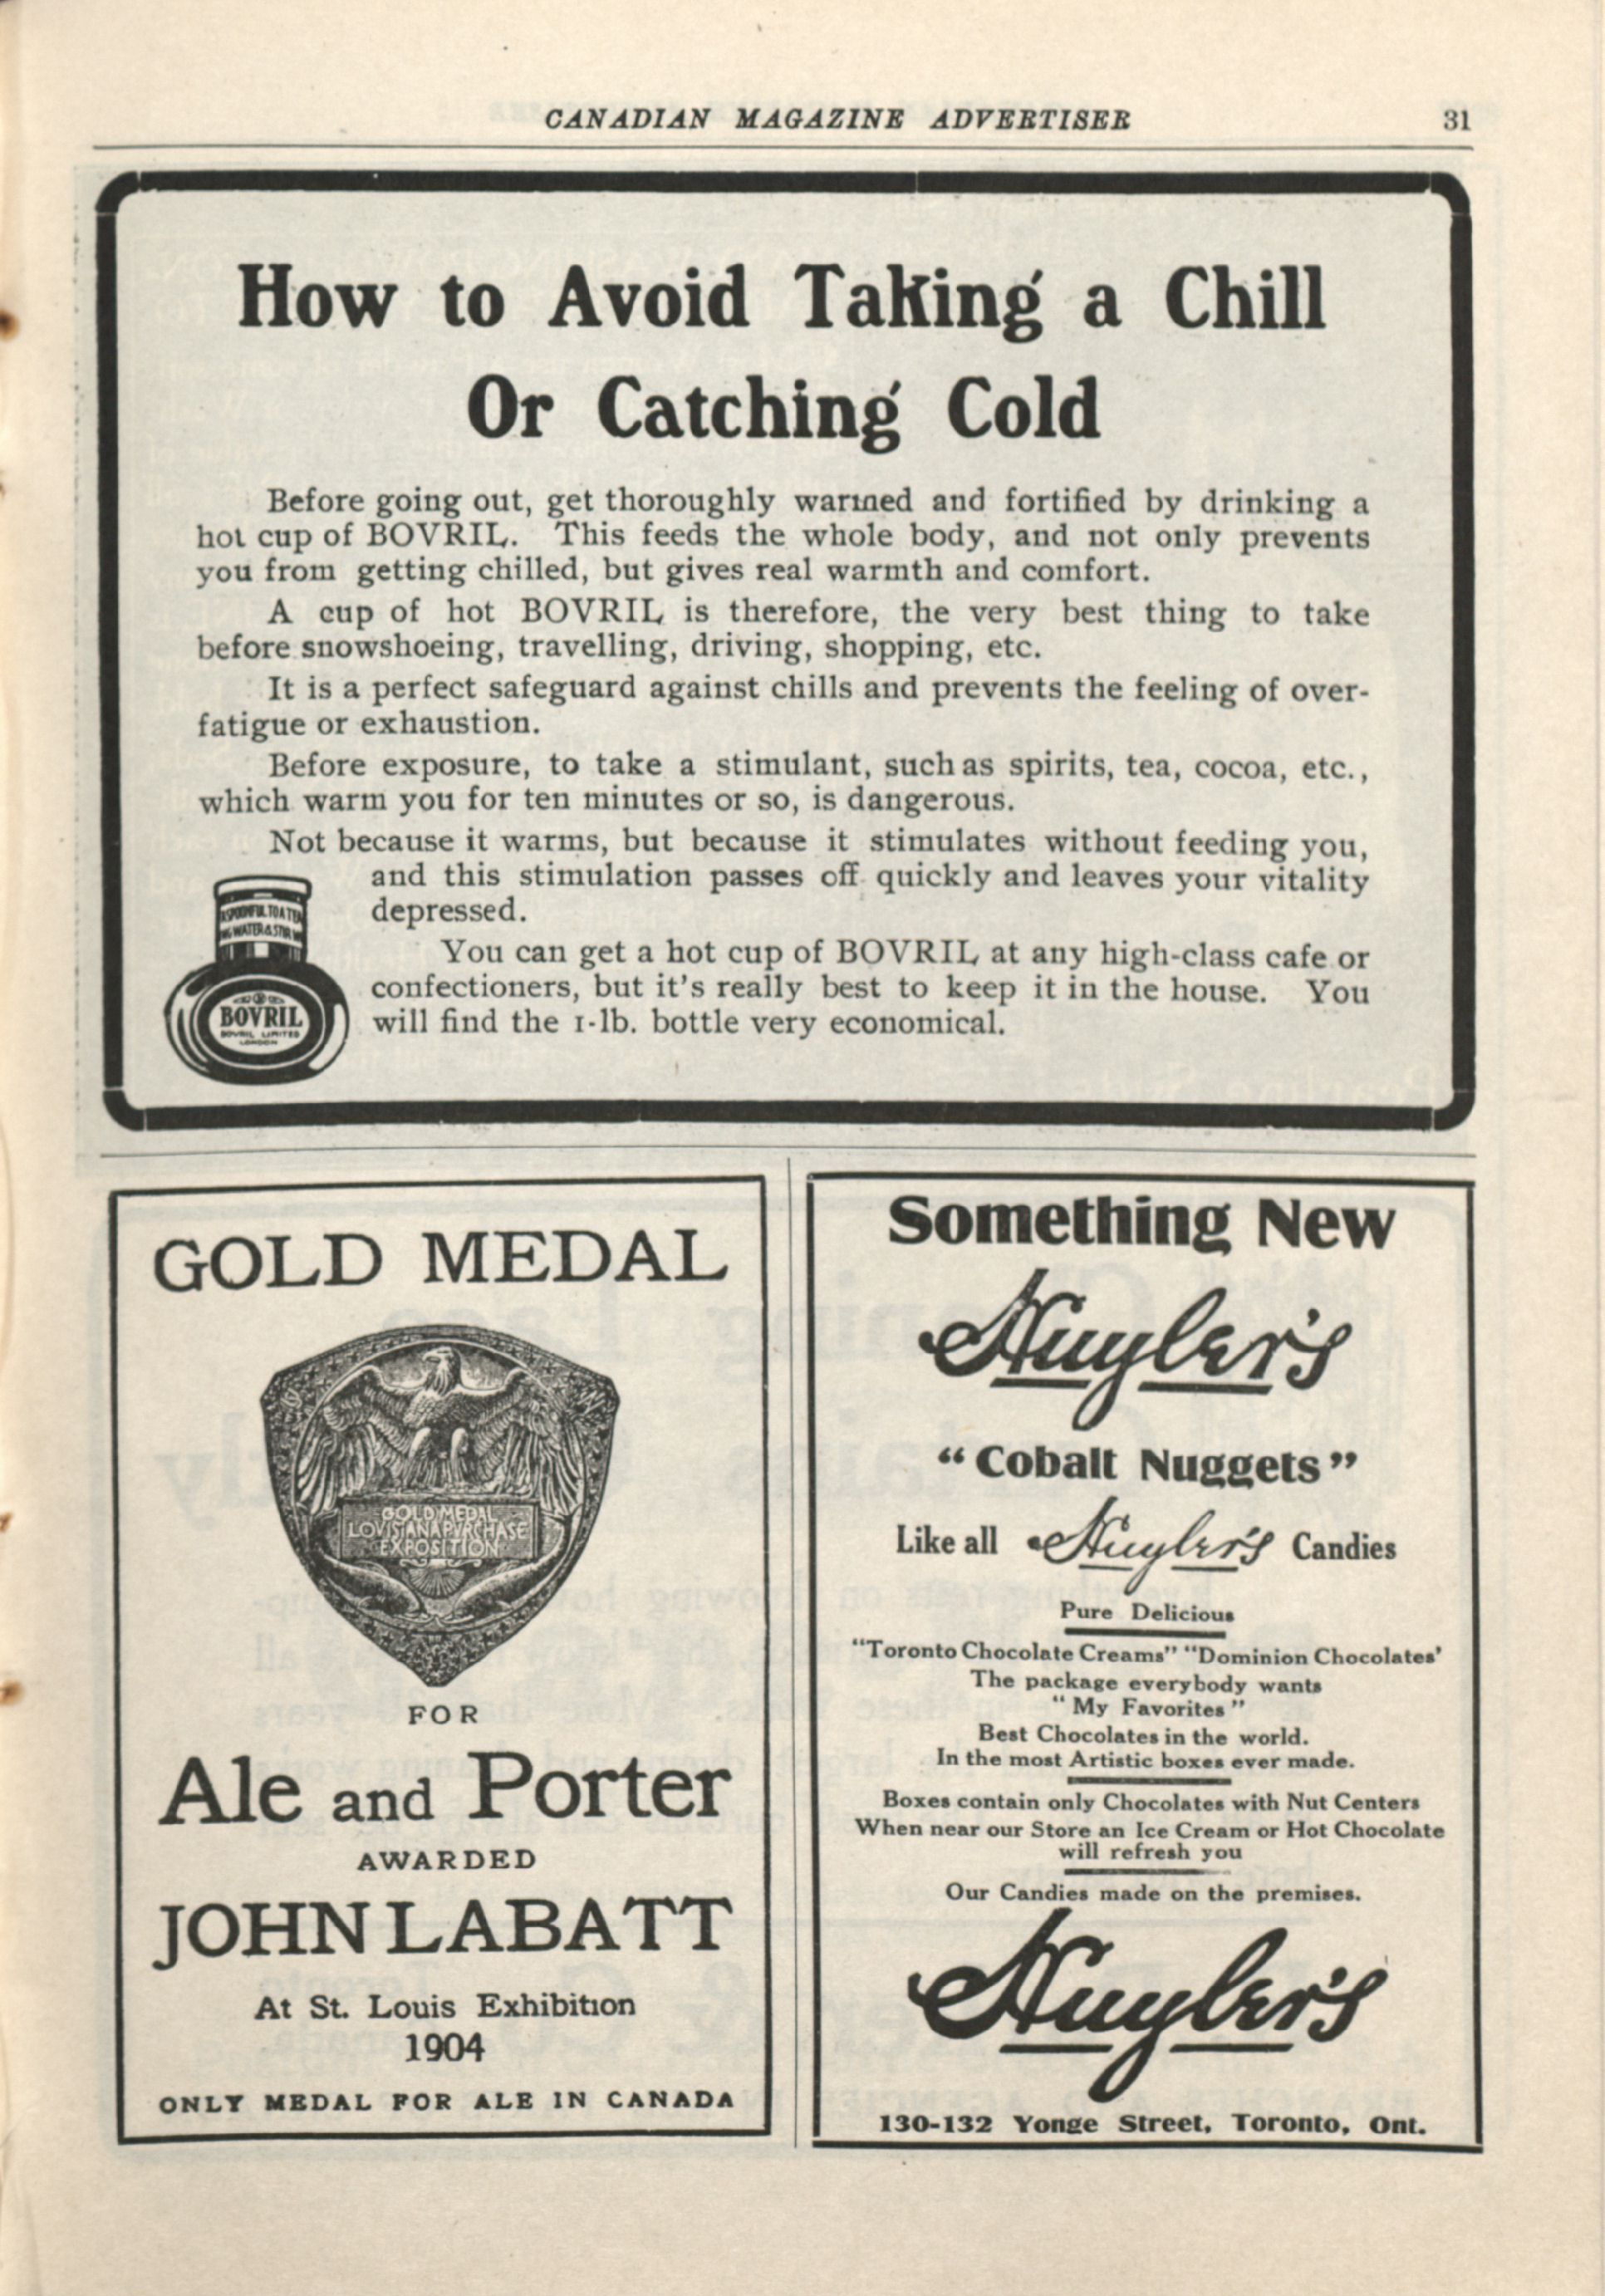 CANADIAN MAGAZINE ADVERTISER 31
How to Avoid Taking a Chill
Or Catching Cold
Before going out, get thoroughly warmed and fortified by drinking a
hot cup of BOVRIL. This feeds the whole body, and not only prevents
you from getting chilled, but gives real warmth and comfort.
A cup of hot BOVRIL is therefore, the very best thing to take
before snowshoeing, travelling, driving, shopping, etc.
It is a perfect safeguard against chills and prevents the feeling of over-
fatigue or exhaustion.
Before exposure, to take a stimulant, such as spirits, tea, cocoa, etc.,
which warm you for ten minutes or so, is dangerous.
Not because it warms, but because it stimulates without feeding you,
and this stimulation passes off quickly and leaves your vitality
depressed.
You can get a hot cup of BOVRIL at any high-class cafe or
confectioners, but it's really best to keep it in the house. You
will find the 1-lb. bottle very economical.
SPOONFUL TO A TEA
WATER & STIR
BOVRIL
BOVRIL LIMITED
LONDON
GOLD MEDAL
GOLD MEDAL
LOVISIANA PVRCHASE
EXPOSITION
FOR
Ale and Porter
AWARDED
JOHN LABATT
At St. Louis Exhibition
1904
ONLY MEDAL FOR ALE IN CANADA
Something New
Huyler's
"Cobalt Nuggets"
Like all Huyler's Candies
Pure Delicious
"Toronto Chocolate Creams" "Dominion Chocolates'
The package everybody wants
"My Favorites"
Best Chocolates in the world.
In the most Artistic boxes ever made.
Boxes contain only Chocolates with Nut Centers
When near our Store an Ice Cream or Hot Chocolate
will refresh you
Our Candies made on the premises.
Huyler's
130-132 Yonge Street, Toronto, Ont.